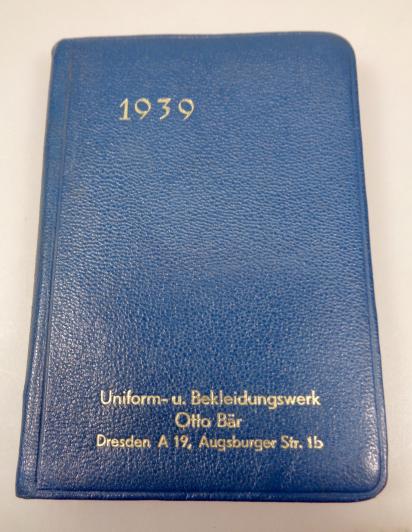 1939
Uniform- u. Bekleidungswerk
Otto Bär
Dresden A 19, Augsburger Str. 1b